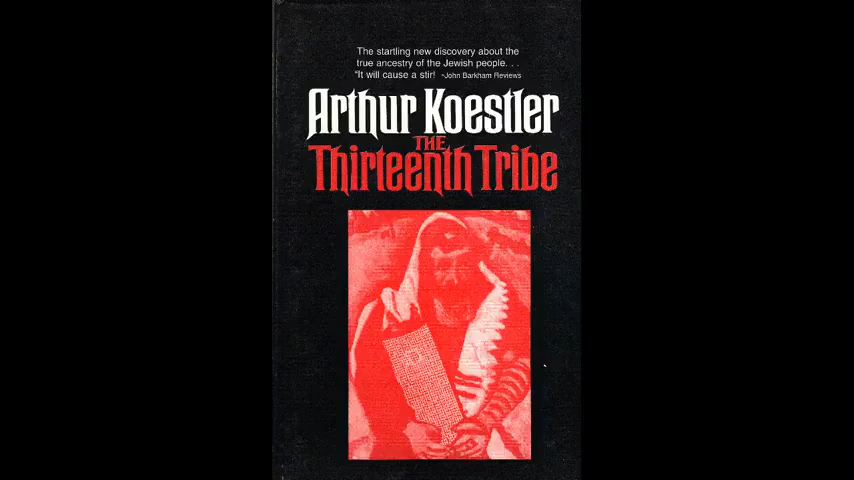 The startling new discovery about the
true ancestry of the Jewish people. . .
"It will cause a stir! -John Barkham Reviews
Arthur Koestler
THE
Thirteenth Tribe